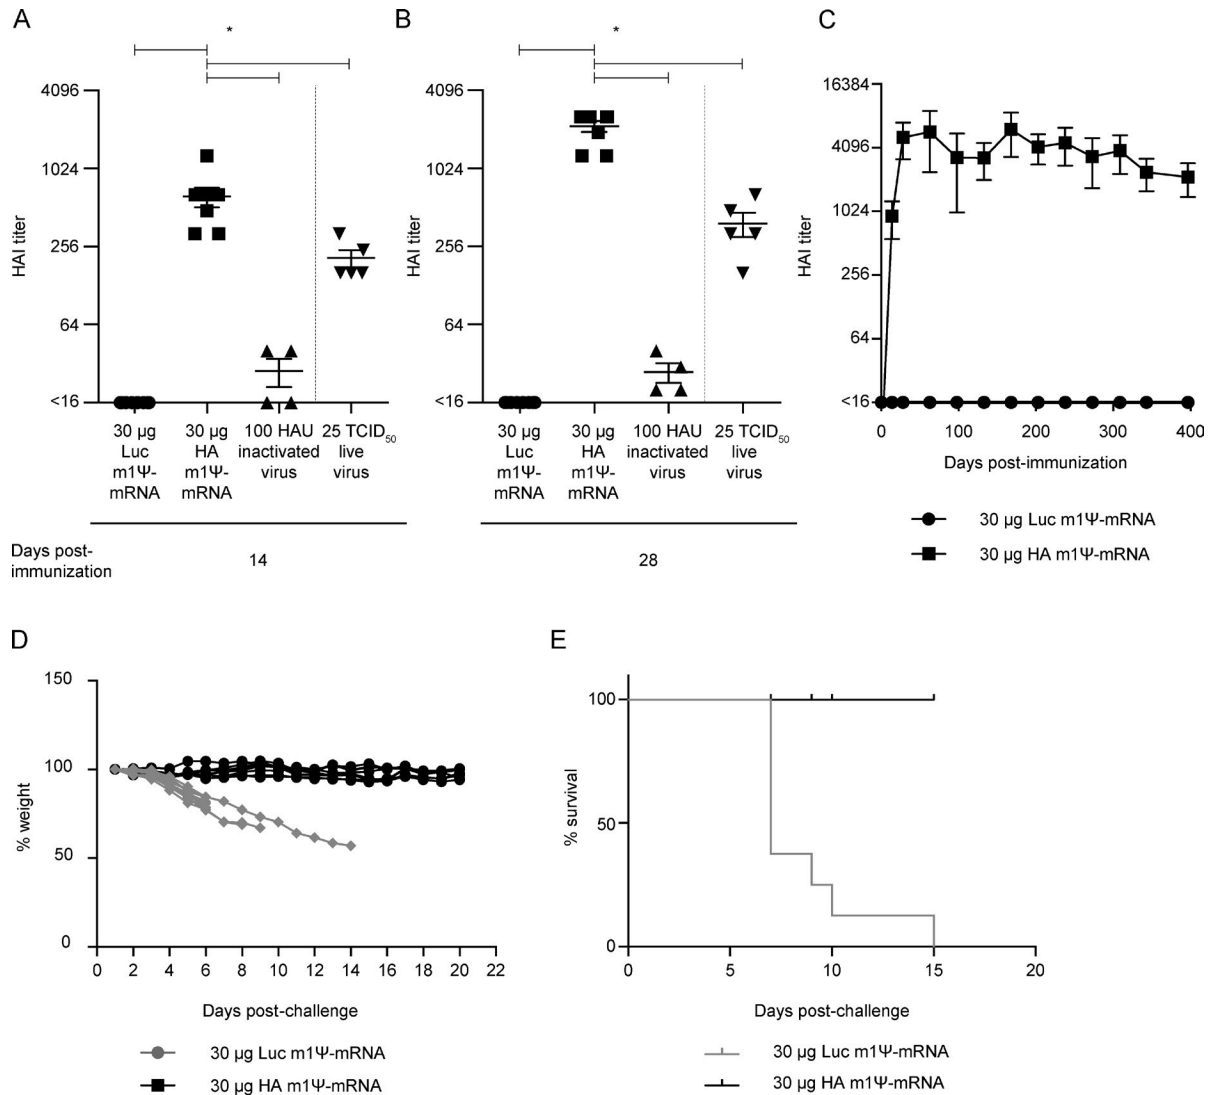 A
*
4096
1024
256
64
<16
HAI titer
30 µg
Luc
m1Ψ-
mRNA
30 µg
HA
m1Ψ-
mRNA
100 HAU
inactivated
virus
25 TCID50
live
virus
Days post-
immunization
14
B
*
4096
1024
256
64
<16
HAI titer
30 µg
Luc
m1Ψ-
mRNA
30 µg
HA
m1Ψ-
mRNA
100 HAU
inactivated
virus
25 TCID50
live
virus
28
C
16384
4096
1024
256
64
<16
HAI titer
0 100 200 300 400
Days post-immunization
30 µg Luc m1Ψ-mRNA
30 µg HA m1Ψ-mRNA
D
150
100
50
0
% weight
0 2 4 6 8 10 12 14 16 18 20 22
Days post-challenge
30 µg Luc m1Ψ-mRNA
30 µg HA m1Ψ-mRNA
E
100
50
0
% survival
0 5 10 15 20
Days post-challenge
30 µg Luc m1Ψ-mRNA
30 µg HA m1Ψ-mRNA